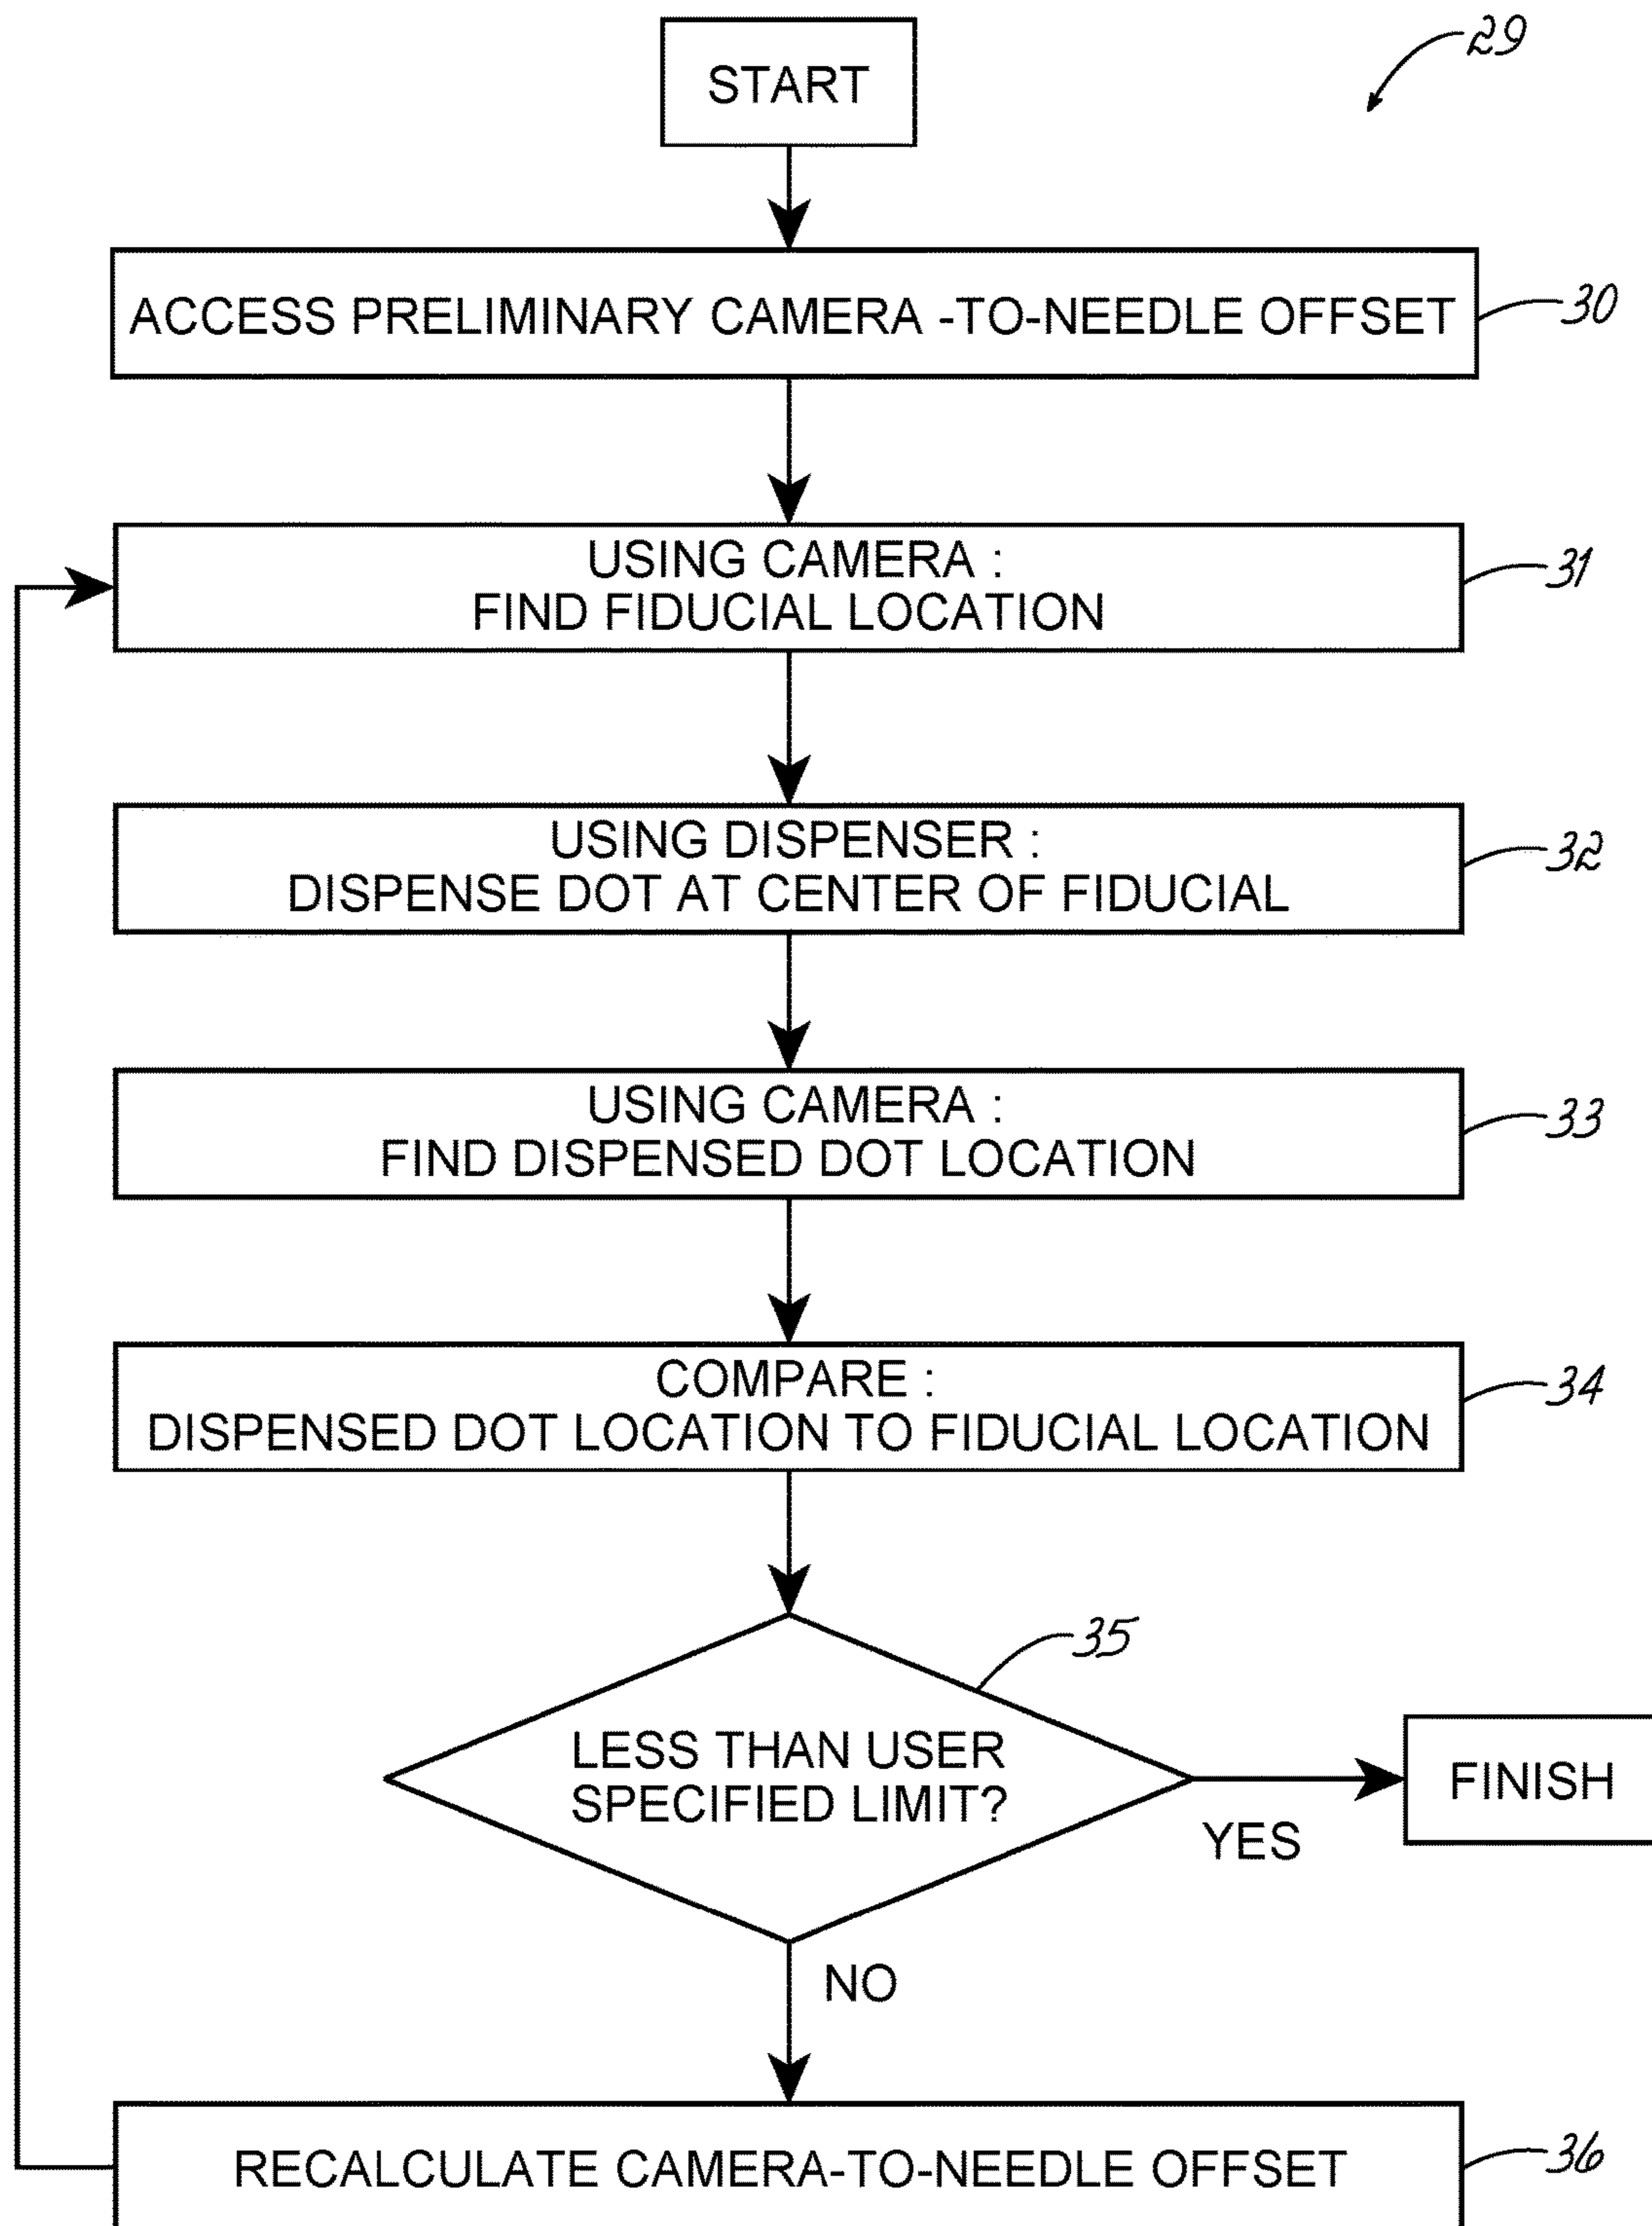 29
START
ACCESS PRELIMINARY CAMERA -TO-NEEDLE OFFSET
30
USING CAMERA :
FIND FIDUCIAL LOCATION
31
USING DISPENSER :
DISPENSE DOT AT CENTER OF FIDUCIAL
32
USING CAMERA :
FIND DISPENSED DOT LOCATION
33
COMPARE :
DISPENSED DOT LOCATION TO FIDUCIAL LOCATION
34
35
LESS THAN USER
SPECIFIED LIMIT?
YES
FINISH
NO
RECALCULATE CAMERA-TO-NEEDLE OFFSET
36